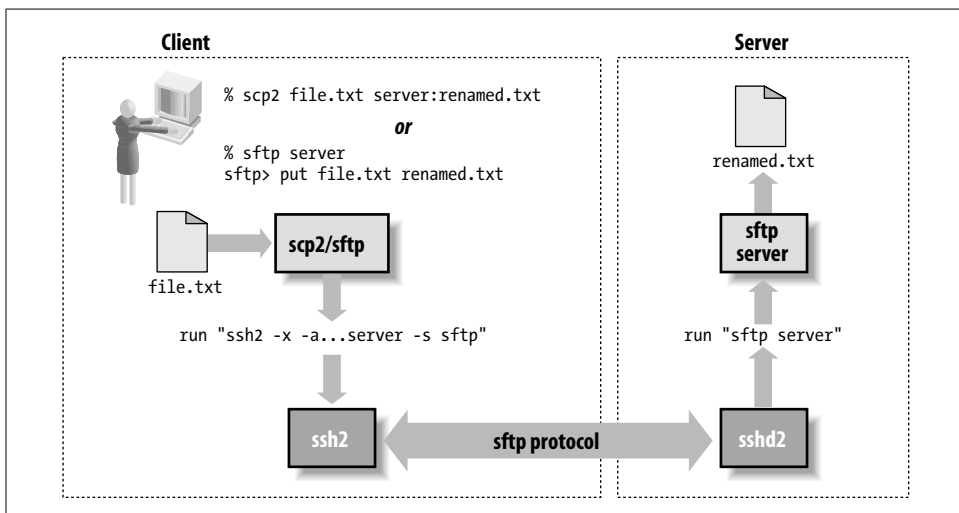 Client
% scp2 file.txt server:renamed.txt
or
% sftp server
sftp> put file.txt renamed.txt
file.txt
scp2/sftp
run "ssh2 -x -a...server -s sftp"
ssh2
sftp protocol
Server
renamed.txt
sftp
server
run "sftp server"
sshd2